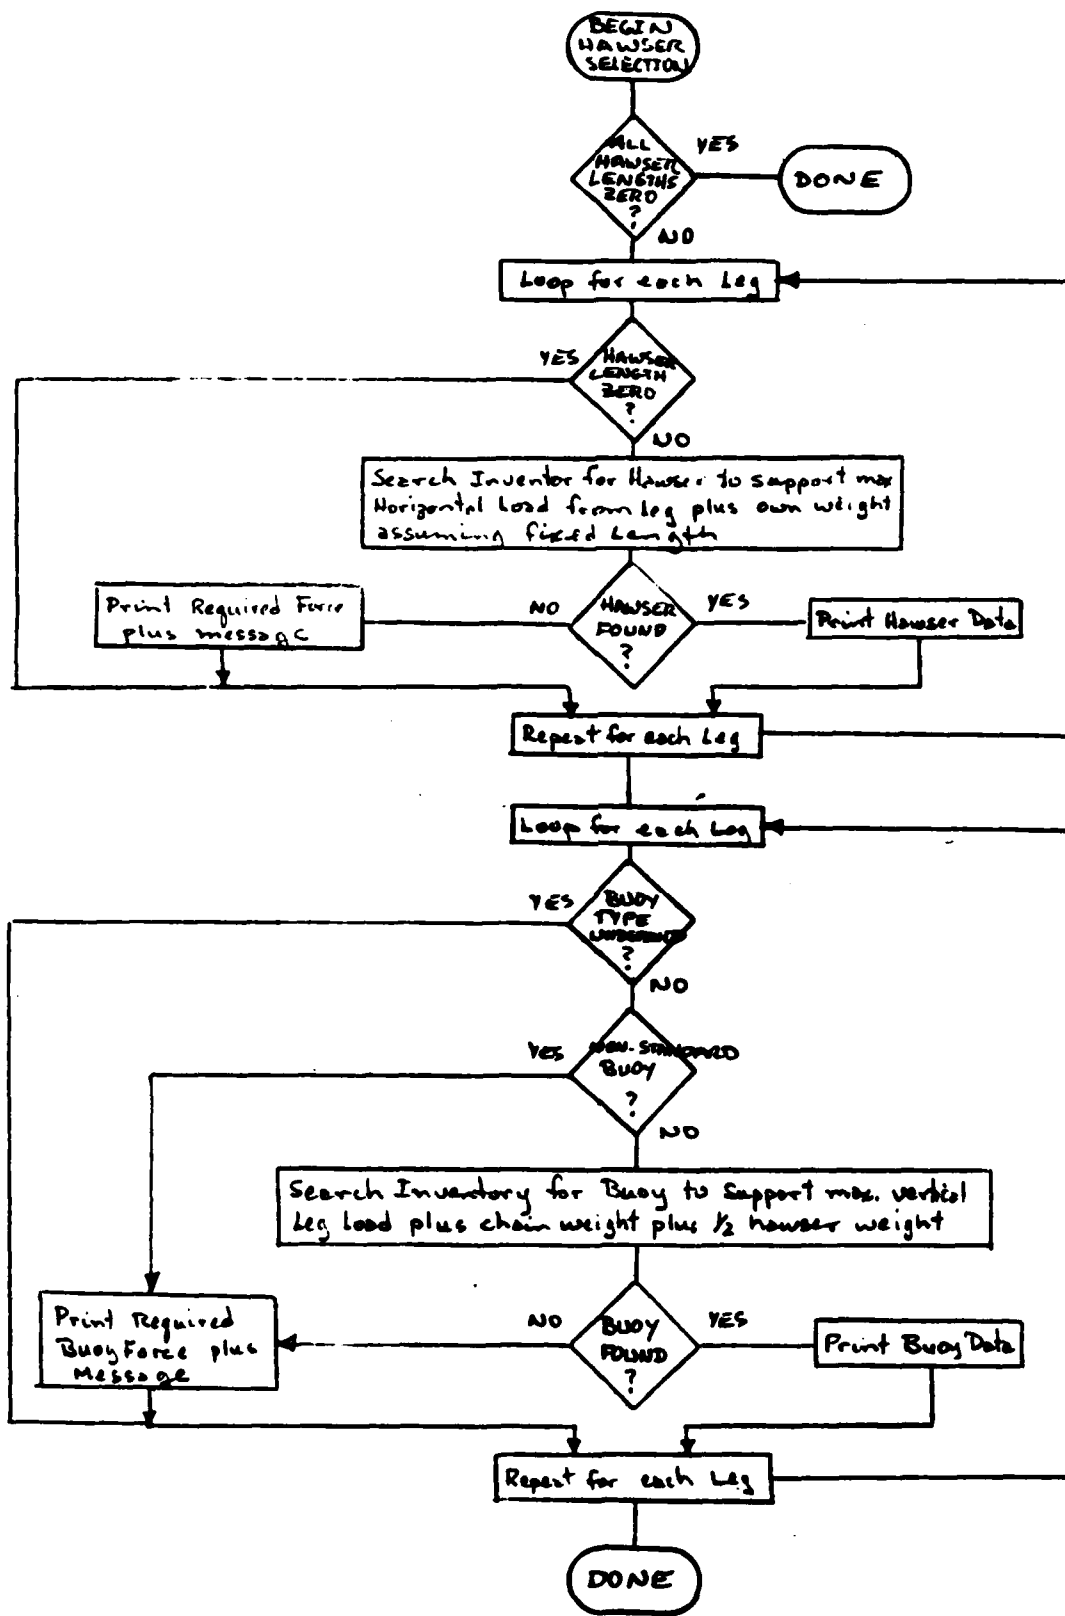 BEGIN
HAWSER
SELECTION
ALL
HAWSER
LENGTHS
ZERO
?
YES
DONE
NO
Loop for each Leg
YES
HAWSER
LENGTH
ZERO
?
NO
Search Inventor for Hawser to support max
Horizontal Load from Leg plus own weight
assuming fixed Length
Print Required Force
plus message
NO
HAWSER
FOUND
?
YES
Print Hawser Data
Repeat for each Leg
Loop for each Leg
YES
BUOY
TYPE
?
NO
YES
NON-STANDARD
BUOY
?
NO
Search Inventory for Buoy to Support max. vertical
Leg Load plus chain weight plus 1/2 hawser weight
Print Required
Buoy Force plus
Message
NO
BUOY
FOUND
?
YES
Print Buoy Data
Repeat for each Leg
DONE